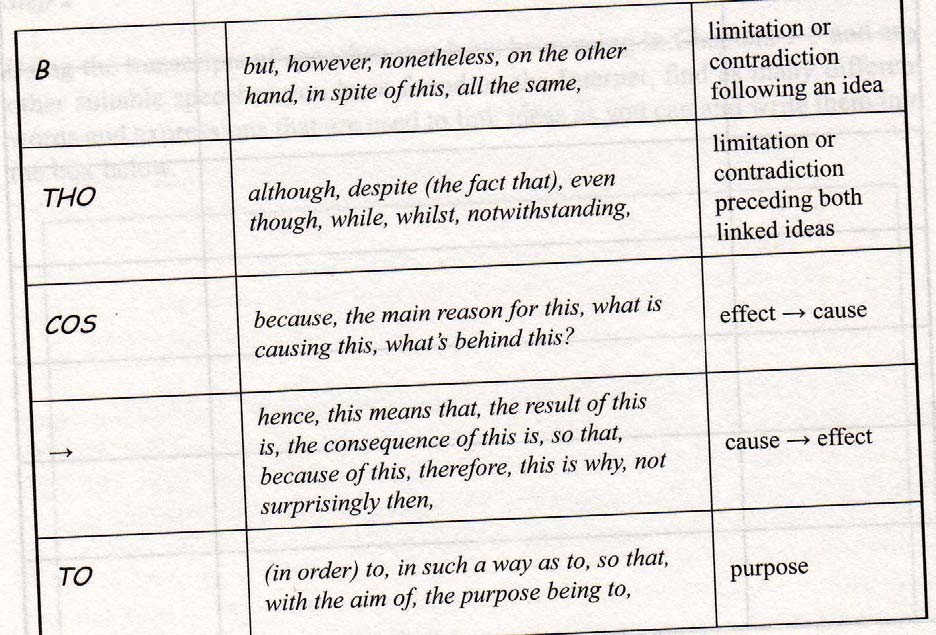 B
but, however, nonetheless, on the other
hand, in spite of this, all the same,
limitation or
contradiction
following an idea
THO
although, despite (the fact that), even
though, while, whilst, notwithstanding,
limitation or
contradiction
preceding both
linked ideas
COS
because, the main reason for this, what is
causing this, what's behind this?
effect → cause
→
hence, this means that, the result of this
is, the consequence of this is, so that,
because of this, therefore, this is why, not
surprisingly then,
cause → effect
TO
(in order) to, in such a way as to, so that,
with the aim of, the purpose being to,
purpose